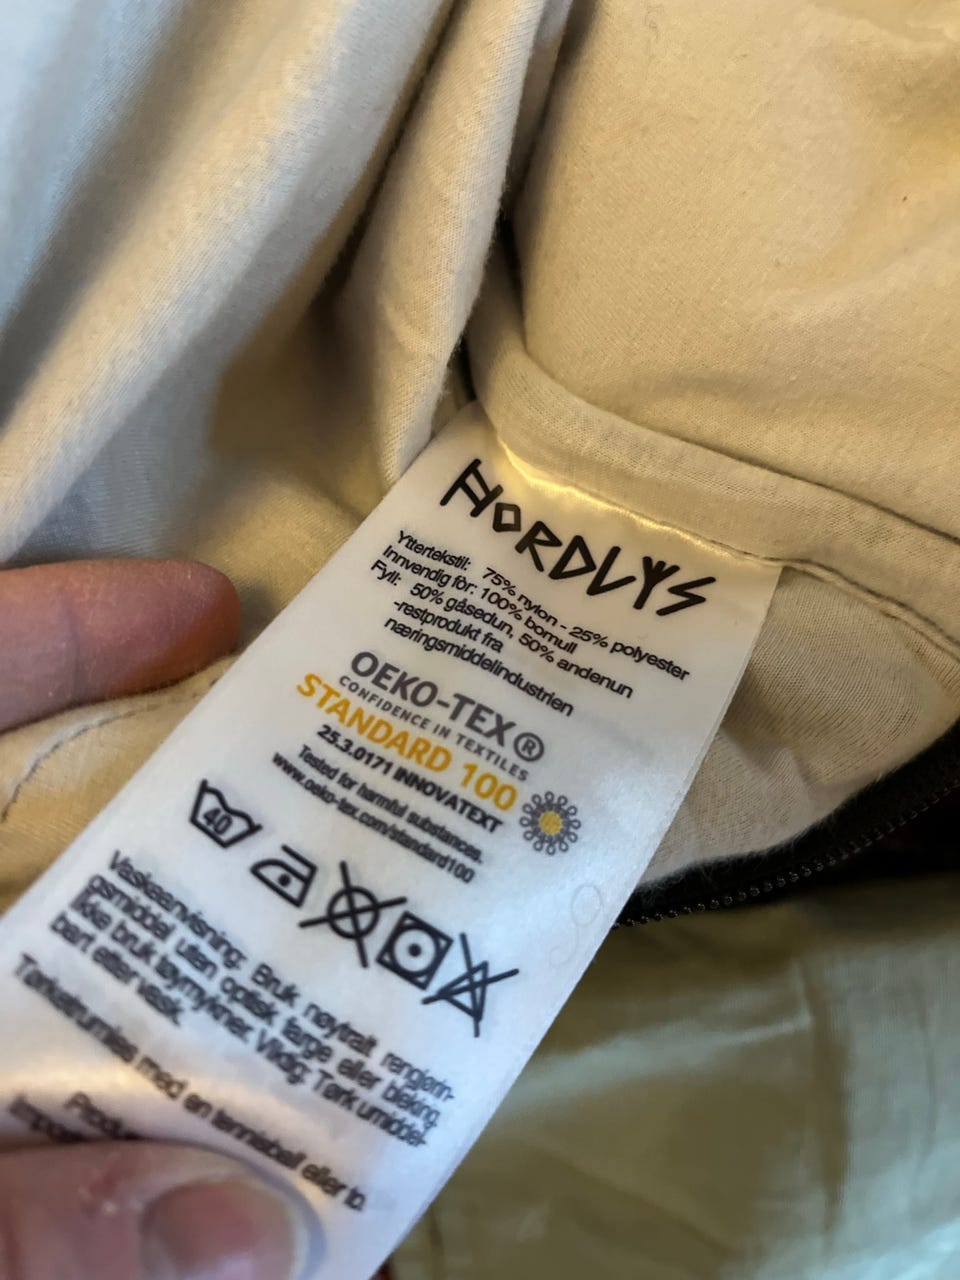 NORDLYS
Yttertekstil: 75% nylon - 25% polyester
Innvendig fôr: 100% bomull
Fyll: 50% gåsedun, 50% andedun
-restprodukt fra
næringsmiddelindustrien
OEKO-TEX®
CONFIDENCE IN TEXTILES
STANDARD 100
25.3.0171 INNOVATEXT
Tested for harmful substances.
www.oeko-tex.com/standard100
40
Vaskeanvisning: Bruk nøytralt rengjørin-
gsmiddel uten optisk farge eller bleking.
Ikke bruk tøymykner. Viktig: Tørk umiddel-
bart etter vask.
Tørketrumles med en tennisball eller to.